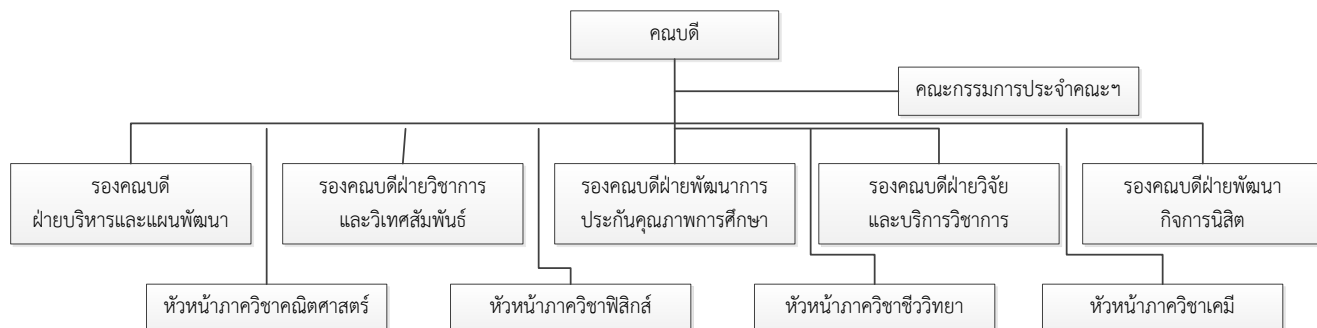 คณบดี
คณะกรรมการประจำคณะฯ
รองคณบดี
ฝ่ายบริหารและแผนพัฒนา
รองคณบดีฝ่ายวิชาการ
และวิเทศสัมพันธ์
รองคณบดีฝ่ายพัฒนาการ
ประกันคุณภาพการศึกษา
รองคณบดีฝ่ายวิจัย
และบริการวิชาการ
รองคณบดีฝ่ายพัฒนา
กิจการนิสิต
หัวหน้าภาควิชาคณิตศาสตร์
หัวหน้าภาควิชาฟิสิกส์
หัวหน้าภาควิชาชีววิทยา
หัวหน้าภาควิชาเคมี